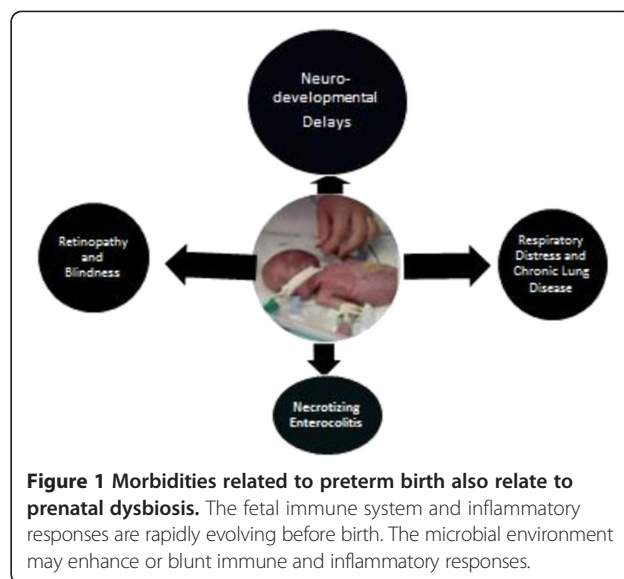 Neuro-
developmental
Delays
Retinopathy
and
Blindness
Respiratory
Distress and
Chronic Lung
Disease
Necrotizing
Enterocolitis
Figure 1 Morbidities related to preterm birth also relate to
prenatal dysbiosis. The fetal immune system and inflammatory
responses are rapidly evolving before birth. The microbial environment
may enhance or blunt immune and inflammatory responses.